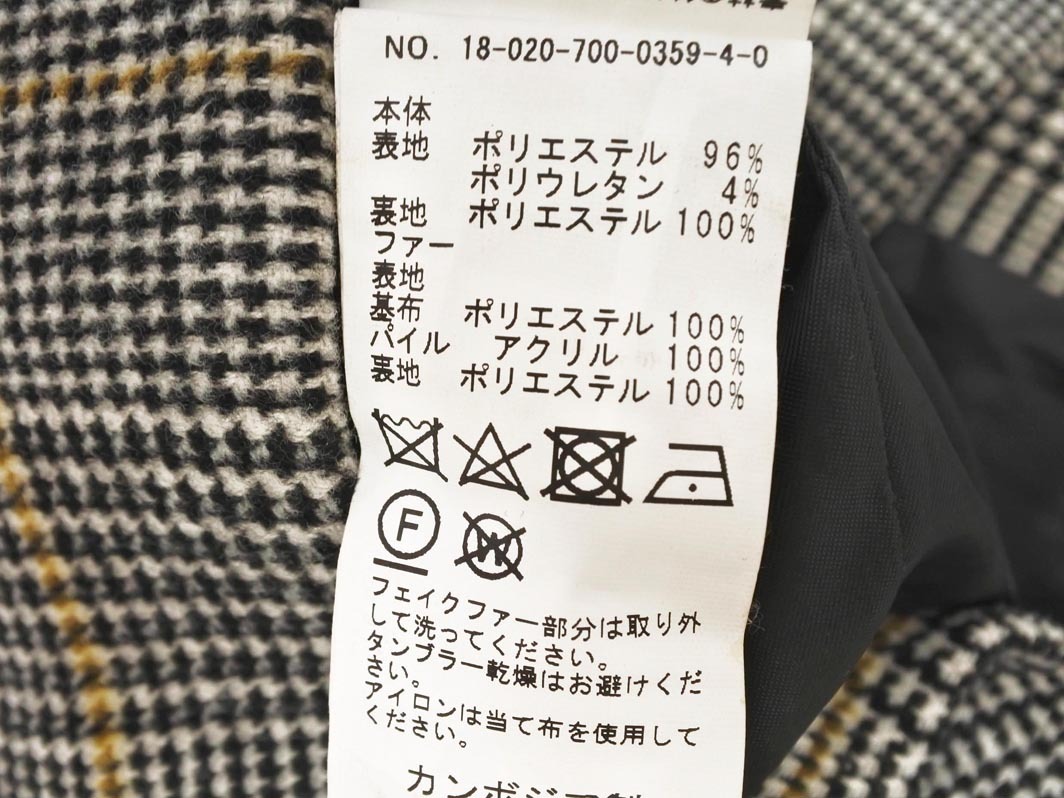 NO. 18-020-700-0359-4-0
本体
表地 ポリエステル 96%
ポリウレタン 4%
裏地 ポリエステル 100%
ファー
表地
基布 ポリエステル 100%
パイル アクリル 100%
裏地 ポリエステル 100%
F W
フェイクファー部分は取り外
して洗ってください。
タンブラー乾燥はお避けくだ
さい。
アイロンは当て布を使用して
ください。
カンボジア製